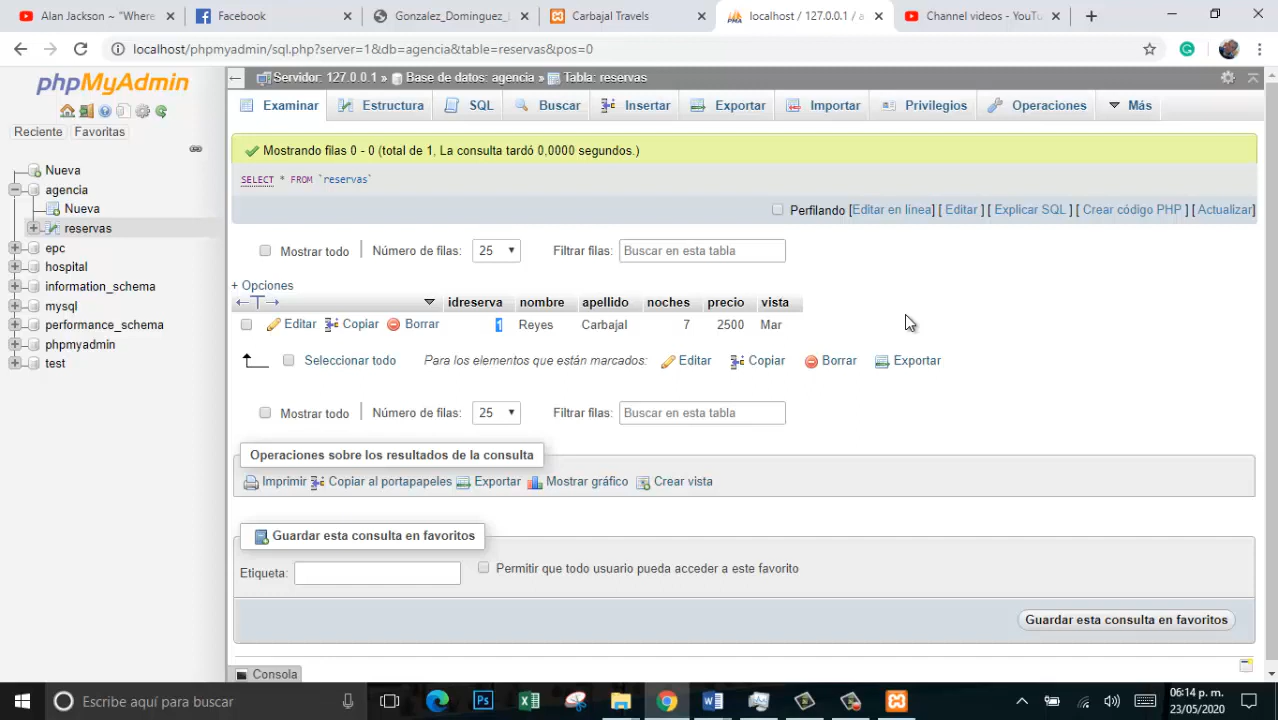 Alan Jackson ~ "Where
Facebook
Gonzalez_Dominguez_L
Carbajal Travels
localhost / 127.0.0.1 / a
Channel videos - YouTu
localhost/phpmyadmin/sql.php?server=1&db=agencia&table=reservas&pos=0
phpMyAdmin
Reciente Favoritas
Nueva
agencia
Nueva
reservas
epc
hospital
information_schema
mysql
performance_schema
phpmyadmin
test
Servidor: 127.0.0.1 » Base de datos: agencia » Tabla: reservas
Examinar Estructura SQL Buscar Insertar Exportar Importar Privilegios Operaciones Más
Mostrando filas 0 - 0 (total de 1, La consulta tardó 0,0000 segundos.)
SELECT * FROM `reservas`
Perfilando [Editar en línea] [ Editar ] [ Explicar SQL ] [ Crear código PHP ] [ Actualizar]
Mostrar todo Número de filas: 25 Filtrar filas: Buscar en esta tabla
+ Opciones
idreserva nombre apellido noches precio vista
Editar Copiar Borrar 1 Reyes Carbajal 7 2500 Mar
Seleccionar todo Para los elementos que están marcados: Editar Copiar Borrar Exportar
Mostrar todo Número de filas: 25 Filtrar filas: Buscar en esta tabla
Operaciones sobre los resultados de la consulta
Imprimir Copiar al portapapeles Exportar Mostrar gráfico Crear vista
Guardar esta consulta en favoritos
Etiqueta: Permitir que todo usuario pueda acceder a este favorito
Guardar esta consulta en favoritos
Consola
Escribe aquí para buscar
06:14 p. m.
23/05/2020